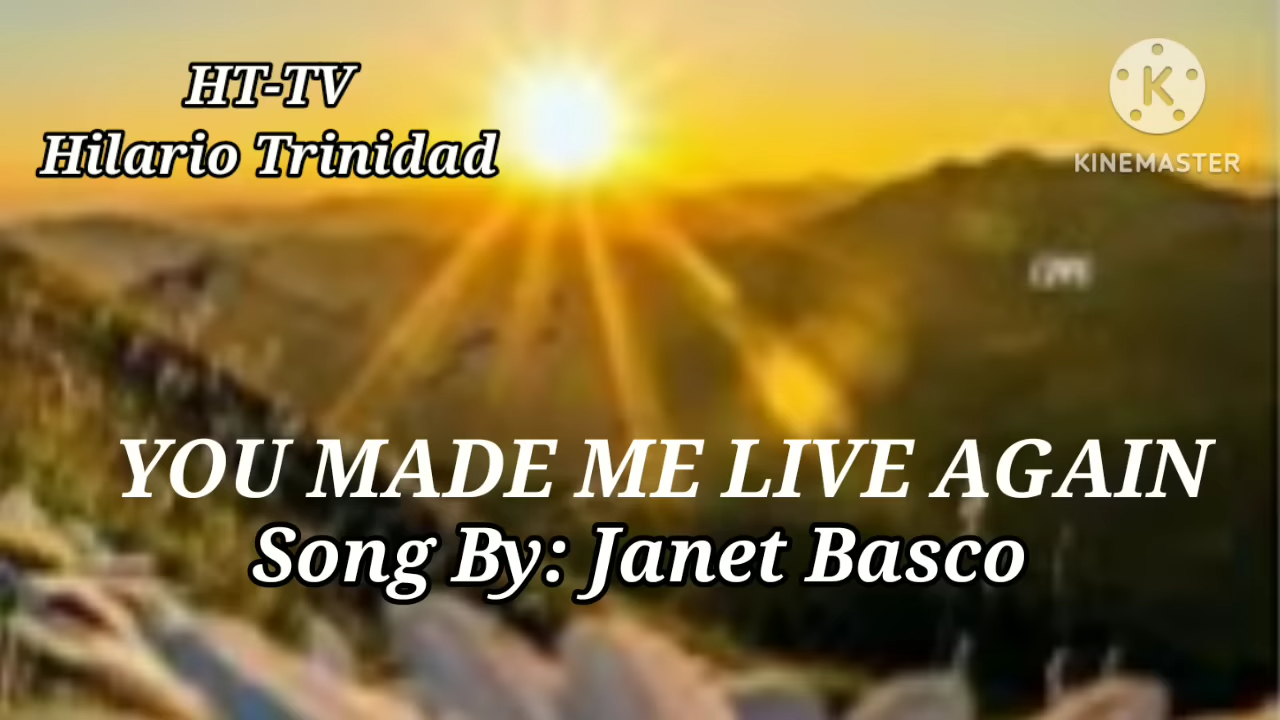 HT-TV
Hilario Trinidad
KINEMASTER
YOU MADE ME LIVE AGAIN
Song By: Janet Basco